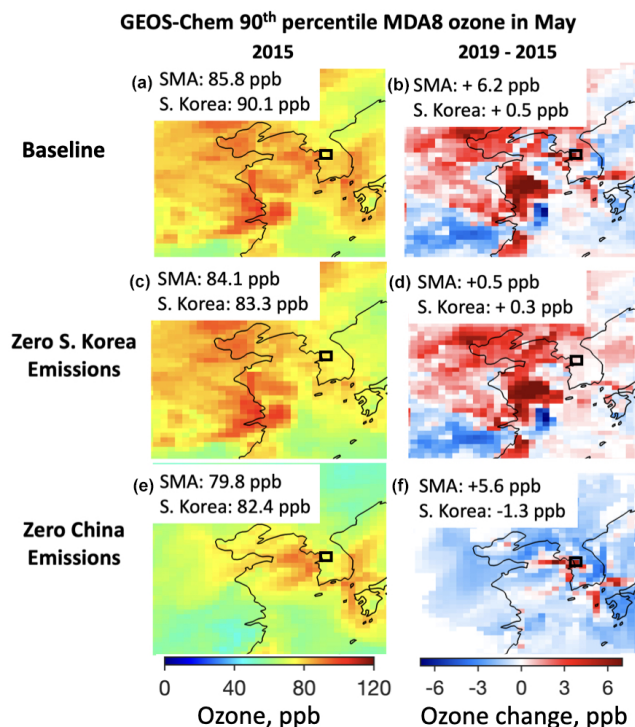 GEOS-Chem 90th percentile MDA8 ozone in May
2015
2019 - 2015
Baseline
(a) SMA: 85.8 ppb
S. Korea: 90.1 ppb
(b) SMA: + 6.2 ppb
S. Korea: + 0.5 ppb
Zero S. Korea
Emissions
(c) SMA: 84.1 ppb
S. Korea: 83.3 ppb
(d) SMA: +0.5 ppb
S. Korea: + 0.3 ppb
Zero China
Emissions
(e) SMA: 79.8 ppb
S. Korea: 82.4 ppb
(f) SMA: +5.6 ppb
S. Korea: -1.3 ppb
0 40 80 120
Ozone, ppb
-6 -3 0 3 6
Ozone change, ppb